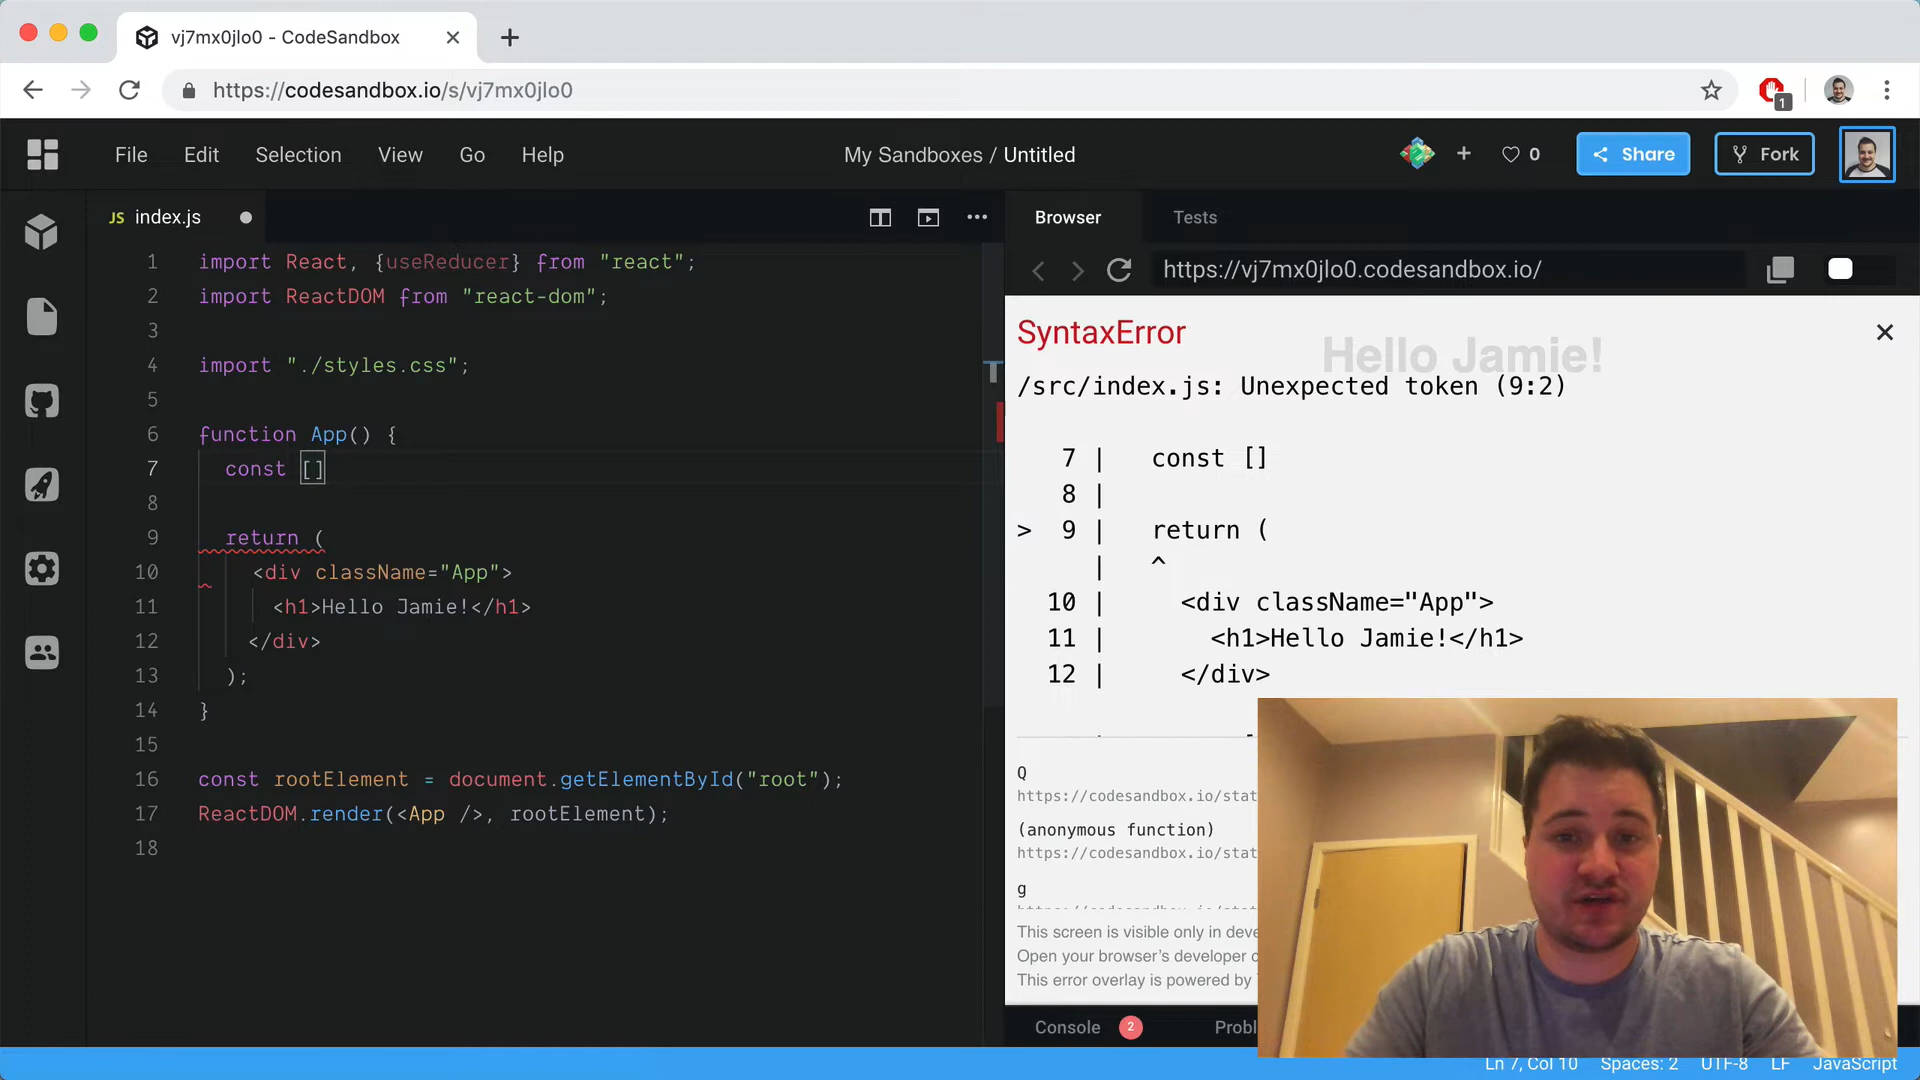 vj7mx0jlo0 - CodeSandbox
https://codesandbox.io/s/vj7mx0jlo0
1
File Edit Selection View Go Help
My Sandboxes / Untitled
0
Share
Fork
JS index.js
1 import React, {useReducer} from "react";
2 import ReactDOM from "react-dom";
3
4 import "./styles.css";
5
6 function App() {
7 const []
8
9 return (
10 <div className="App">
11 <h1>Hello Jamie!</h1>
12 </div>
13 );
14 }
15
16 const rootElement = document.getElementById("root");
17 ReactDOM.render(<App />, rootElement);
18
Browser Tests
https://vj7mx0jlo0.codesandbox.io/
SyntaxError
Hello Jamie!
/src/index.js: Unexpected token (9:2)
7 | const []
8 |
> 9 | return (
| ^
10 | <div className="App">
11 | <h1>Hello Jamie!</h1>
12 | </div>
Q
https://codesandbox.io/stat
(anonymous function)
https://codesandbox.io/stat
g
https://codesandbox.io/stat
This screen is visible only in deve
Open your browser's developer c
This error overlay is powered by
Console 2 Probl
Ln 7, Col 10 Spaces: 2 UTF-8 LF JavaScript